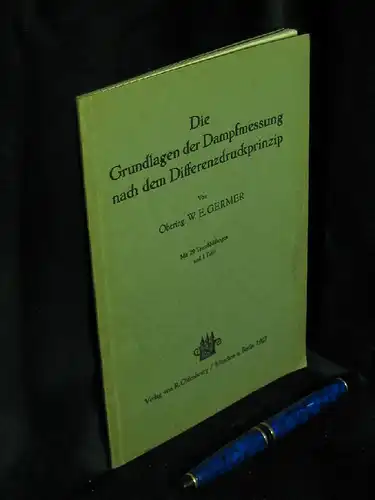 Die
Grundlagen der Dampfmessung
nach dem Differenzdruckprinzip
Von
Obering. W. E. GERMER
Mit 29 Textabbildungen
und 1 Tafel
Verlag von R. Oldenbourg / München u. Berlin 1927